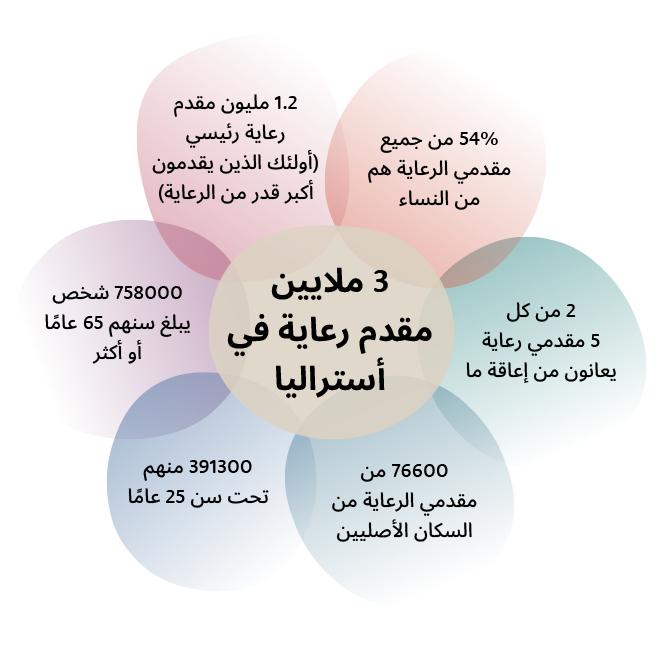 3 ملايين
مقدم رعاية في
أستراليا
54% من جميع
مقدمي الرعاية هم
من النساء
2 من كل
5 مقدمي رعاية
يعانون من إعاقة ما
76600 من
مقدمي الرعاية من
السكان الأصليين
391300 منهم
تحت سن 25 عامًا
758000 شخص
يبلغ سنهم 65 عامًا
أو أكثر
1.2 مليون مقدم
رعاية رئيسي
(أولئك الذين يقدمون
أكبر قدر من الرعاية)